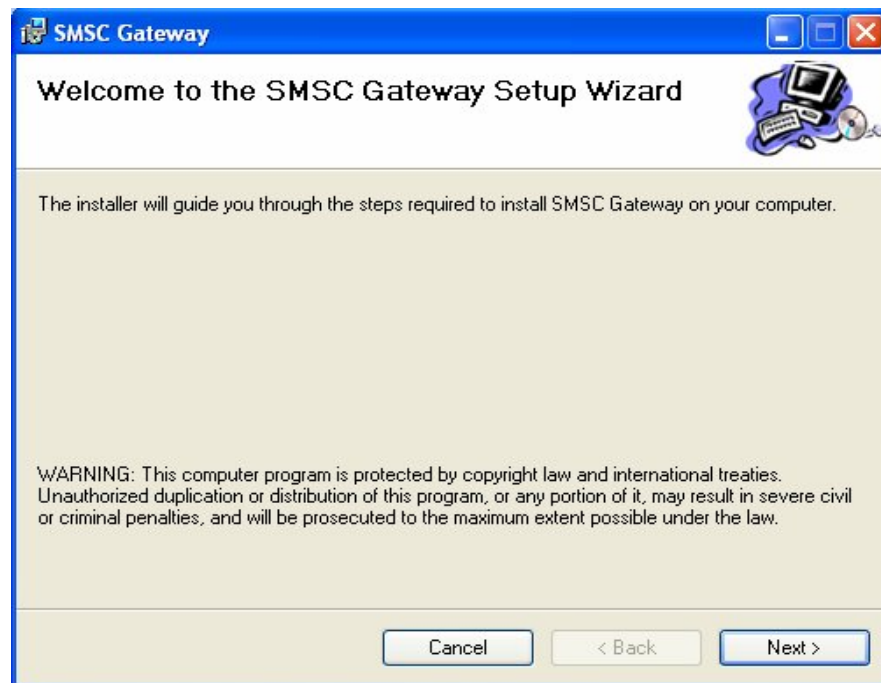 SMSC Gateway
Welcome to the SMSC Gateway Setup Wizard
The installer will guide you through the steps required to install SMSC Gateway on your computer.
WARNING: This computer program is protected by copyright law and international treaties.
Unauthorized duplication or distribution of this program, or any portion of it, may result in severe civil
or criminal penalties, and will be prosecuted to the maximum extent possible under the law.
Cancel < Back Next >